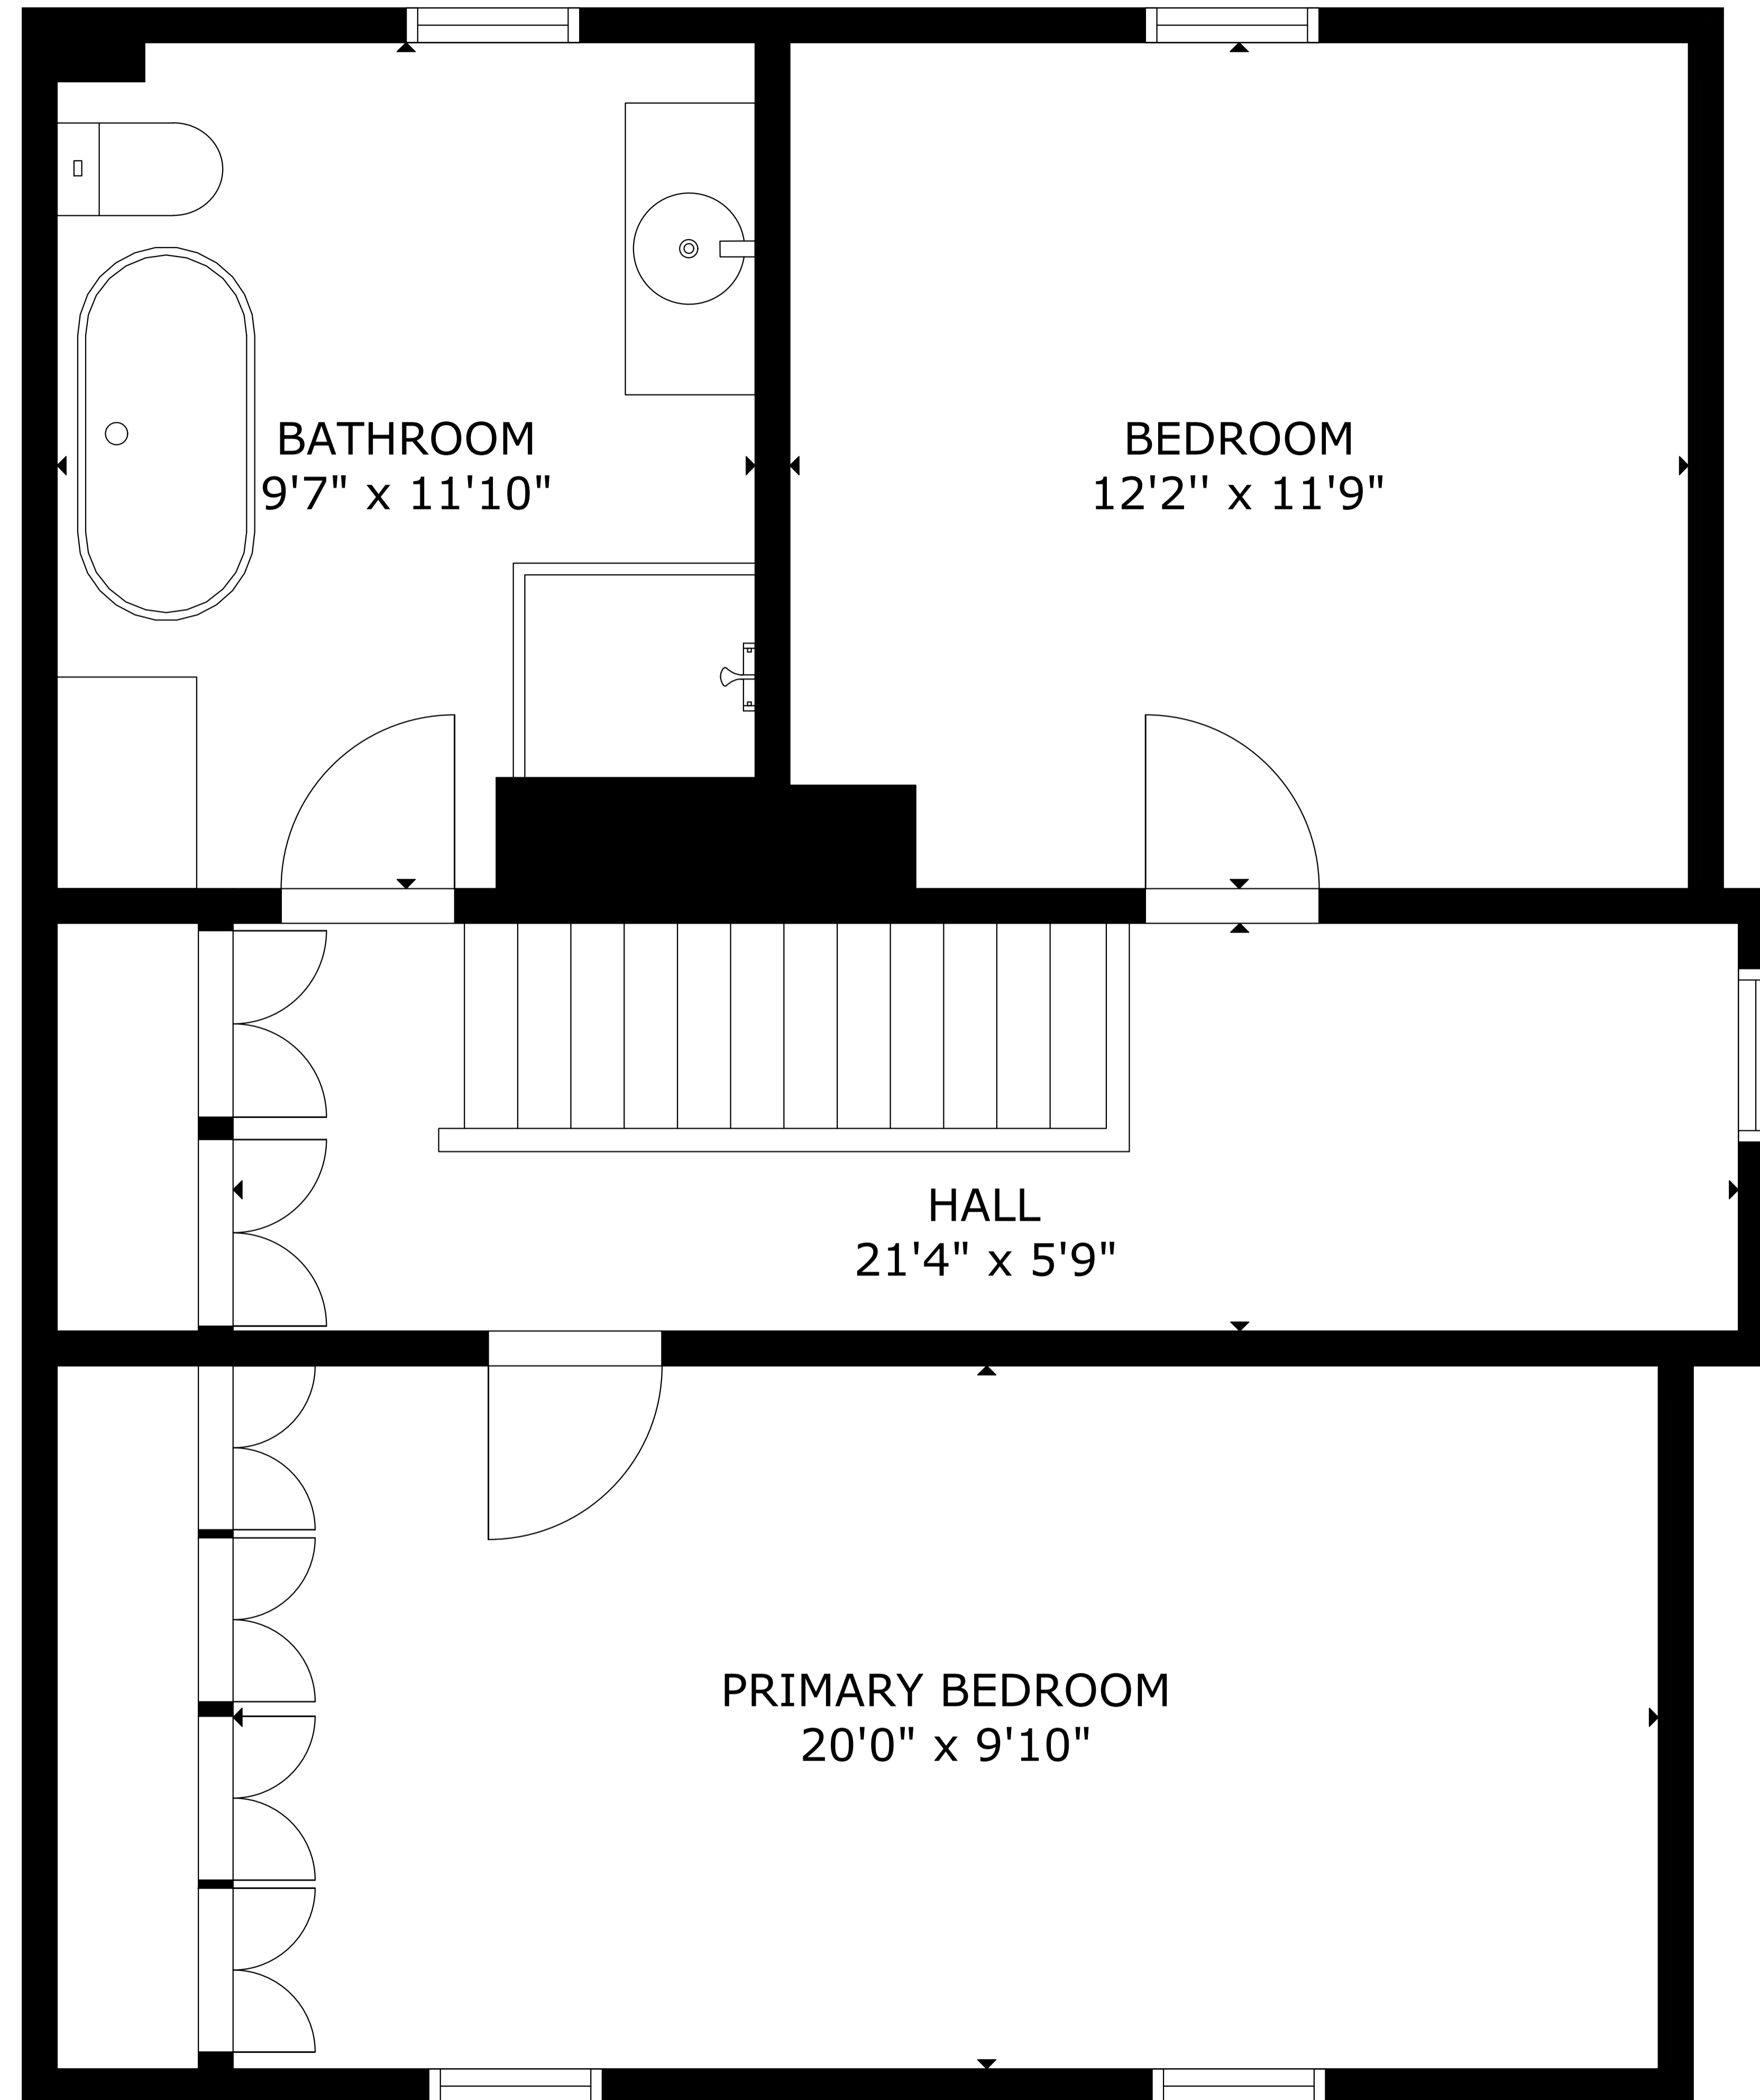 BATHROOM
9'7" x 11'10"
BEDROOM
12'2'' x 11'9"
HALL
21'4" x 5'9"
PRIMARY BEDROOM
20'0" x 9'10"